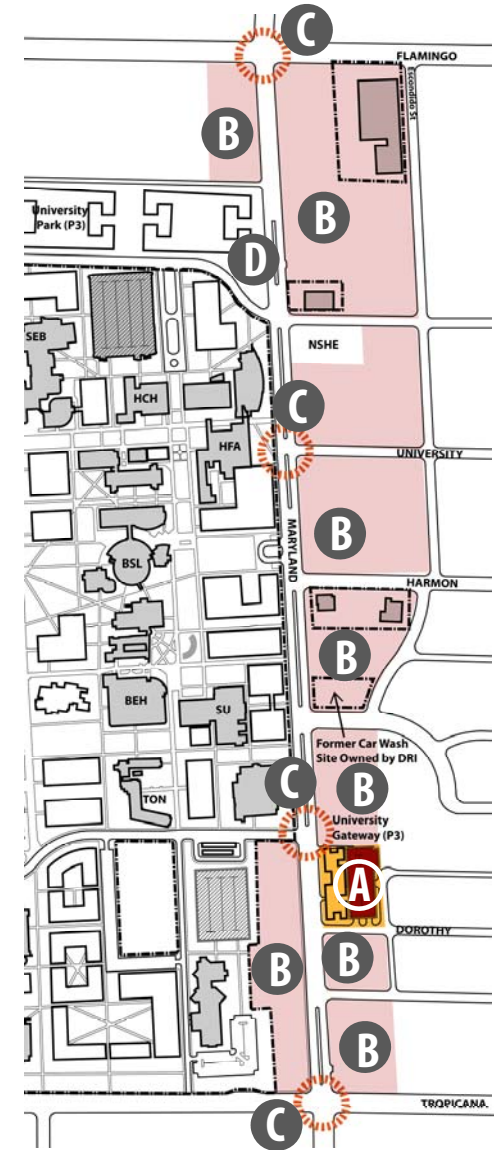 C
FLAMINGO
Escondido St
B
University
Park (P3)
B
D
SEB
NSHE
HCH
C
HFA
UNIVERSITY
B
MARYLAND
BSL
HARMON
B
BEH
SU
Former Car Wash
Site Owned by DRI
TON
C
B
University
Gateway (P3)
A
DOROTHY
B
B
B
C
TROPICANA